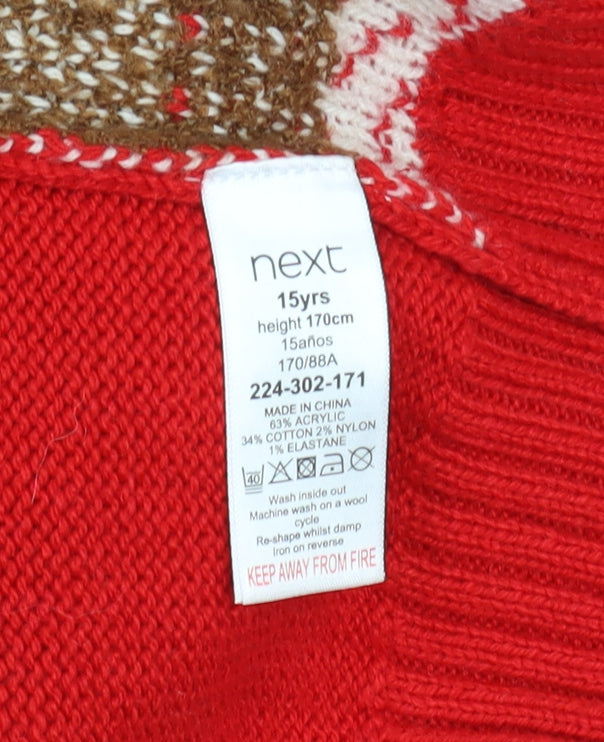 next
15yrs
height 170cm
15años
170/88A
224-302-171
MADE IN CHINA
63% ACRYLIC
34% COTTON 2% NYLON
1% ELASTANE
40
Wash inside out
Machine wash on a wool
cycle
Re-shape whilst damp
Iron on reverse
KEEP AWAY FROM FIRE